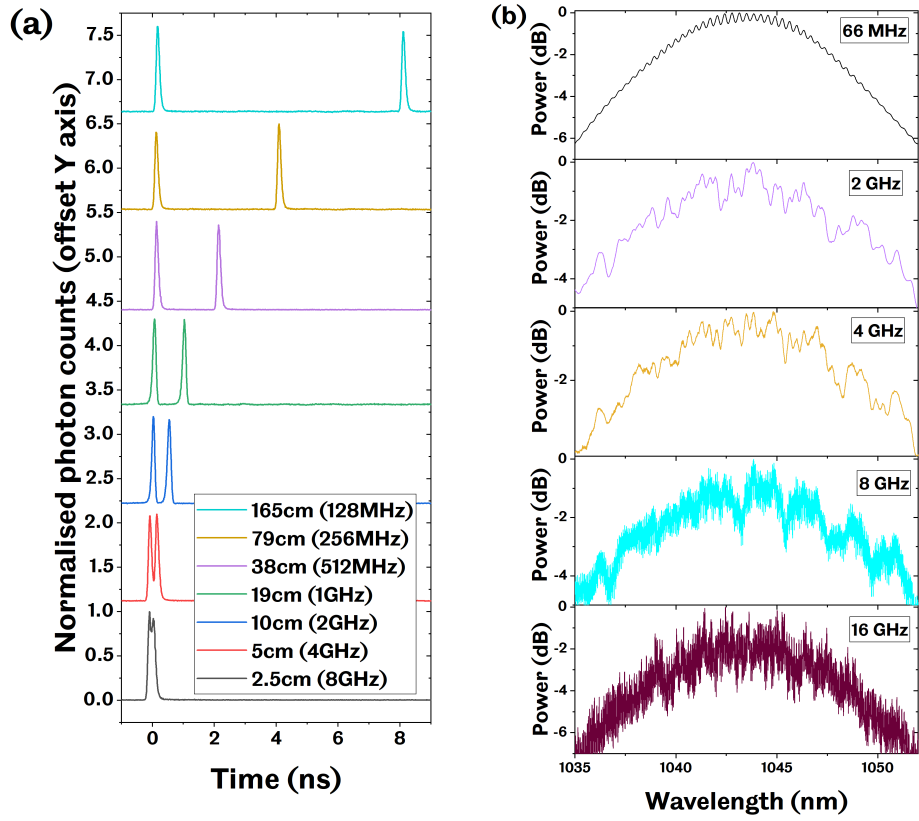 (a)
Normalised photon counts (offset Y axis)
7.5
7.0
6.5
6.0
5.5
5.0
4.5
4.0
3.5
3.0
2.5
2.0
1.5
1.0
0.5
0.0
165cm (128MHz)
79cm (256MHz)
38cm (512MHz)
19cm (1GHz)
10cm (2GHz)
5cm (4GHz)
2.5cm (8GHz)
0 2 4 6 8
Time (ns)
(b)
Power (dB)
0
-2
-4
-6
66 MHz
Power (dB)
0
-2
-4
2 GHz
Power (dB)
0
-2
4 GHz
Power (dB)
0
-2
-4
8 GHz
Power (dB)
0
-2
-4
-6
16 GHz
1035 1040 1045 1050
Wavelength (nm)